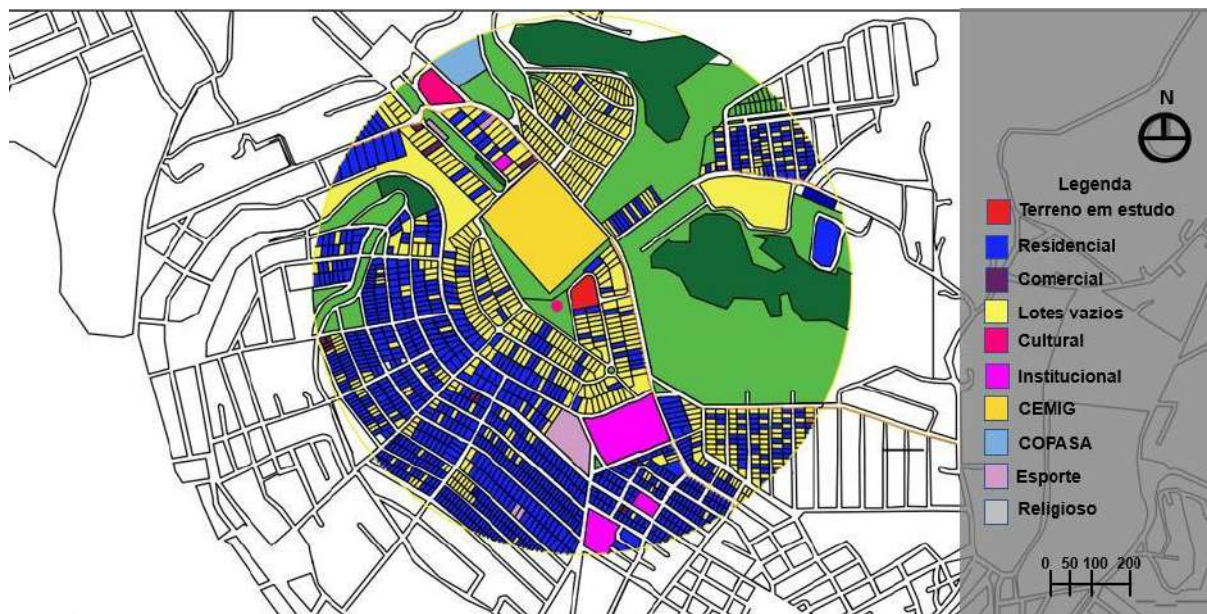 N
Legenda
Terreno em estudo
Residencial
Comercial
Lotes vazios
Cultural
Institucional
CEMIG
COPASA
Esporte
Religioso
0 50 100 200